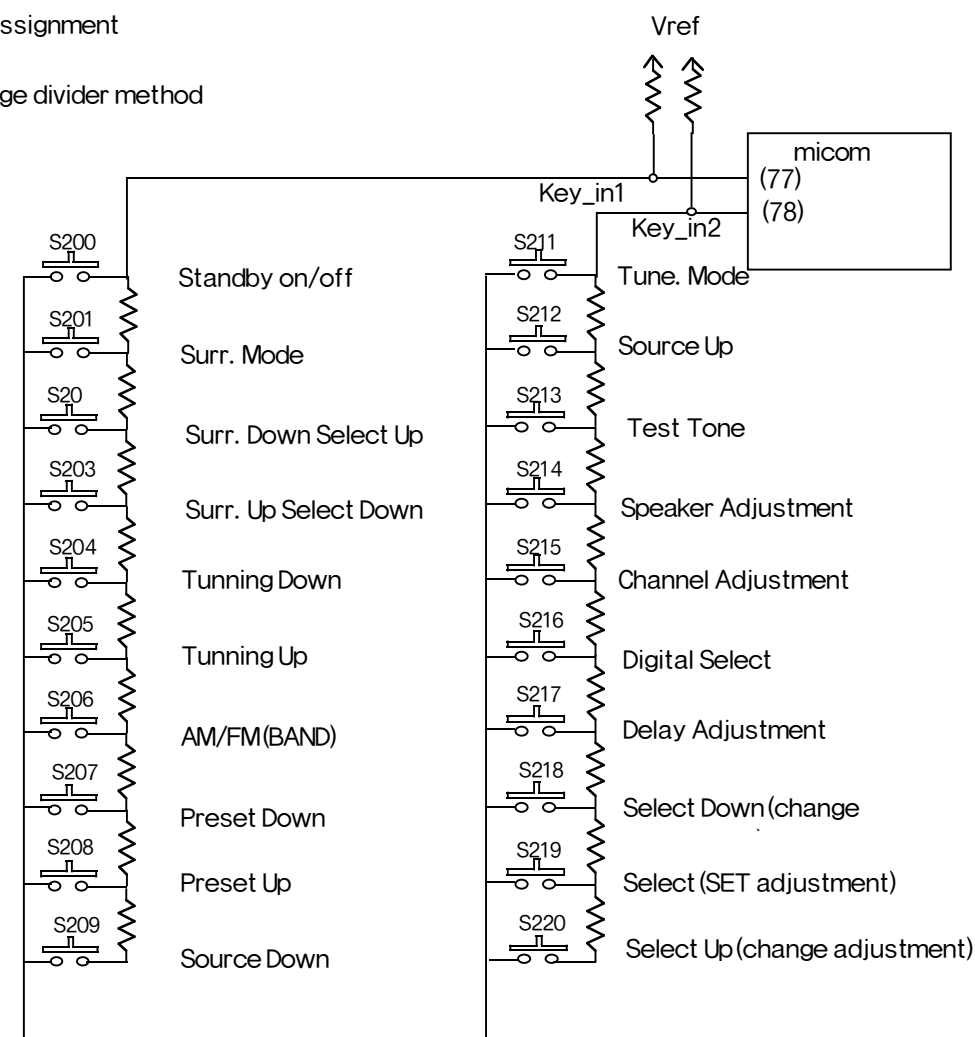 ssignment
ge divider method
Vref
micom
(77)
(78)
Key_in1
Key_in2
S200
Standby on/off
S201
Surr. Mode
S20
Surr. Down Select Up
S203
Surr. Up Select Down
S204
Tunning Down
S205
Tunning Up
S206
AM/FM(BAND)
S207
Preset Down
S208
Preset Up
S209
Source Down
S211
Tune. Mode
S212
Source Up
S213
Test Tone
S214
Speaker Adjustment
S215
Channel Adjustment
S216
Digital Select
S217
Delay Adjustment
S218
Select Down(change
S219
Select(SET adjustment)
S220
Select Up(change adjustment)